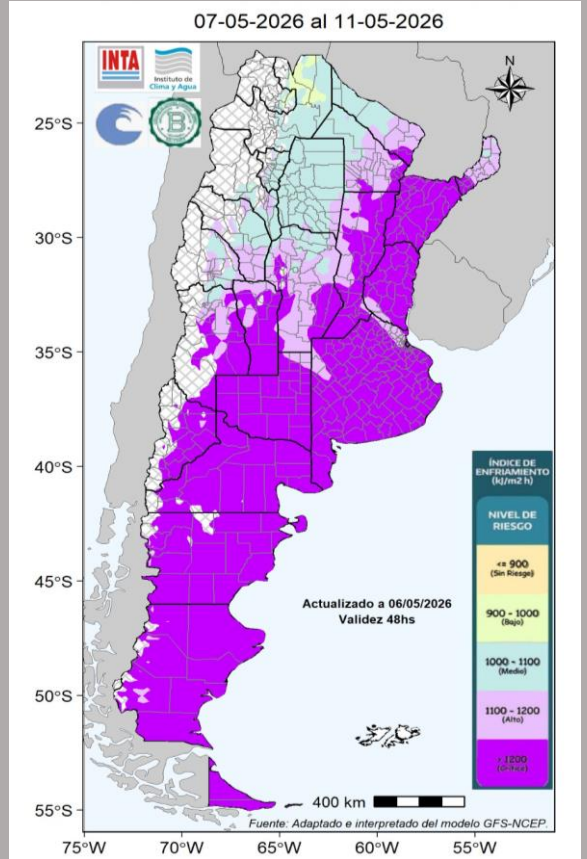 07-05-2026 al 11-05-2026
INTA
Instituto de
Clima y Agua
B
N
25°S
30°S
35°S
40°S
45°S
50°S
55°S
ÍNDICE DE
ENFRIAMIENTO
(kJ/m2 h)
NIVEL DE
RIESGO
<= 900
(Sin Riesgo)
900 - 1000
(Bajo)
1000 - 1100
(Medio)
1100 - 1200
(Alto)
> 1200
(Crítico)
Actualizado a 06/05/2026
Validez 48hs
400 km
Fuente: Adaptado e interpretado del modelo GFS-NCEP.
75°W
70°W
65°W
60°W
55°W